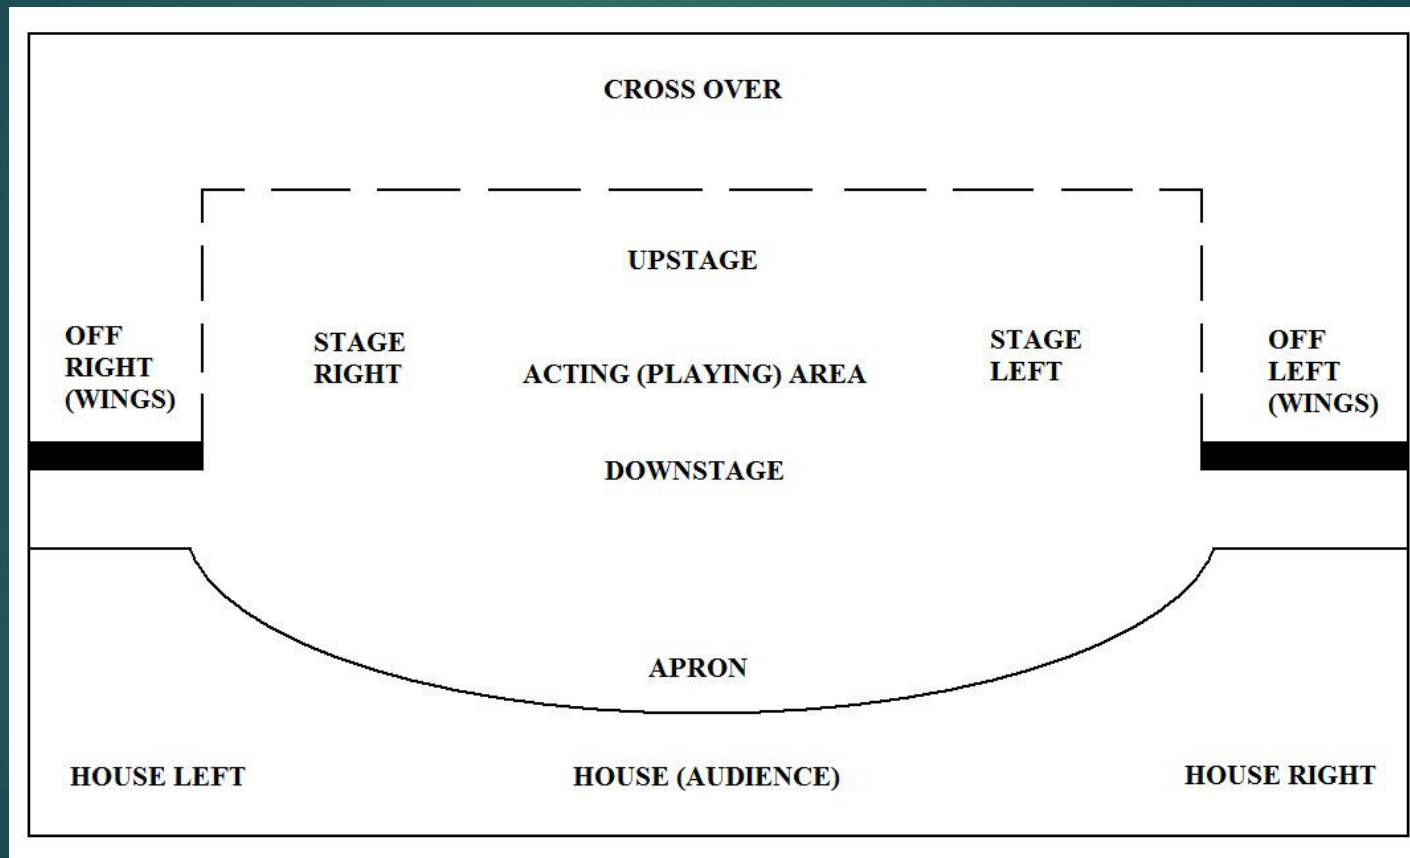 CROSS OVER
UPSTAGE
OFF
RIGHT
(WINGS)
STAGE
RIGHT
ACTING (PLAYING) AREA
STAGE
LEFT
OFF
LEFT
(WINGS)
DOWNSTAGE
APRON
HOUSE LEFT
HOUSE (AUDIENCE)
HOUSE RIGHT